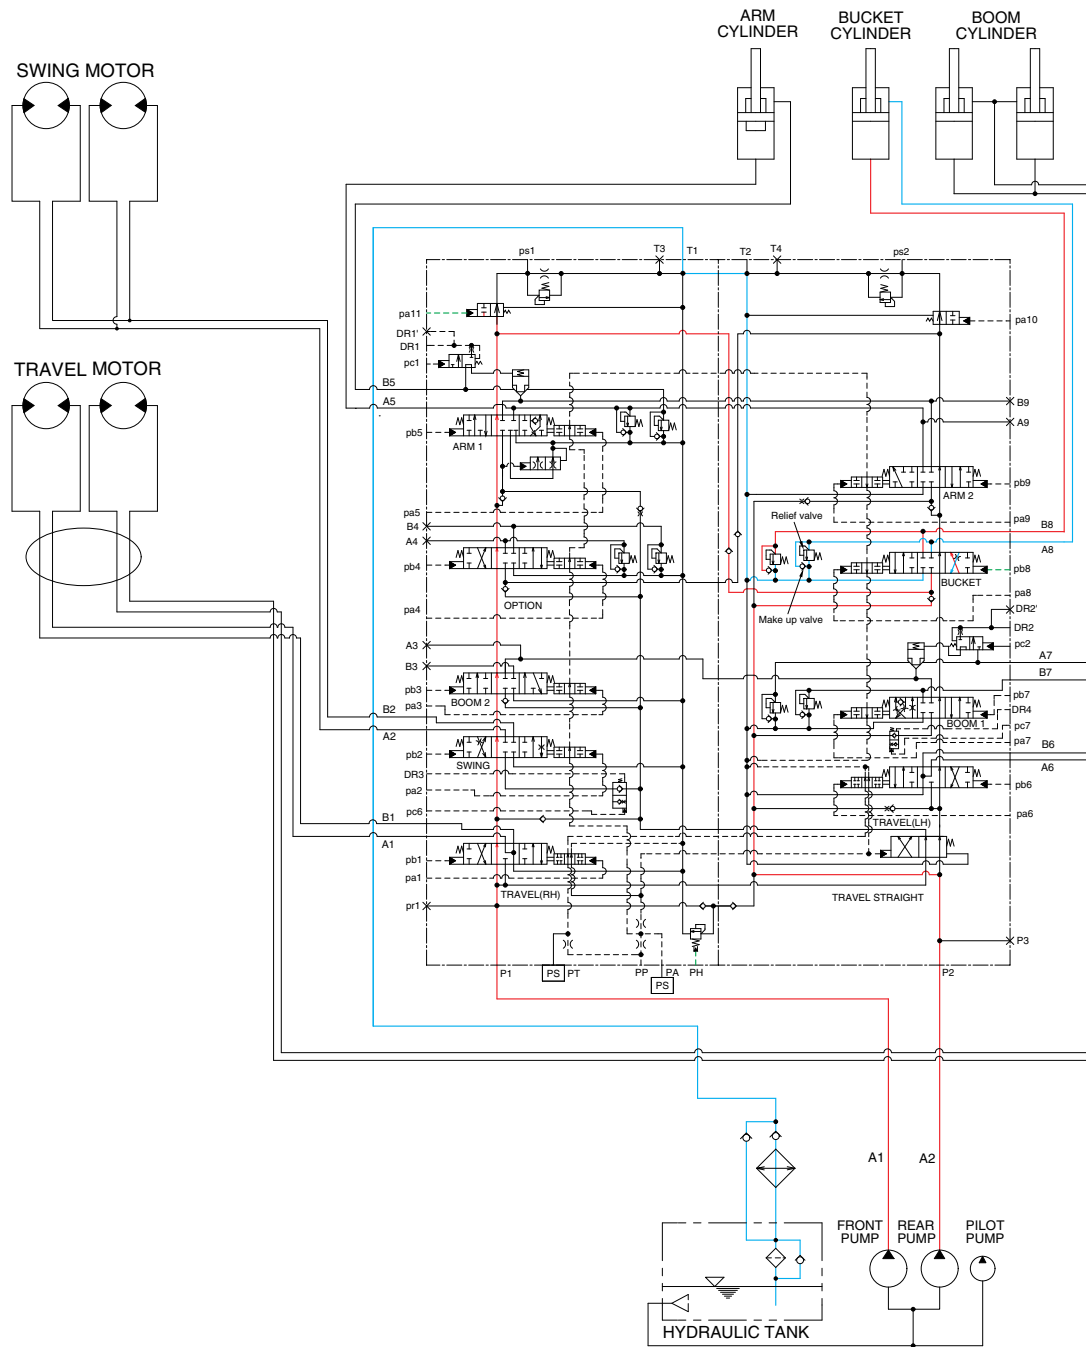 ARM
CYLINDER
BUCKET
CYLINDER
BOOM
CYLINDER
SWING MOTOR
TRAVEL MOTOR
ps1
T3
T1
T2
T4
ps2
pa11
pa10
DR1'
DR1
pc1
B5
A5
B9
A9
pb5
ARM 1
ARM 2
pb9
pa5
pa9
B4
A4
Relief valve
B8
A8
pb4
BUCKET
pb8
OPTION
pa4
Make up valve
pa8
DR2'
DR2
A3
pc2
B3
A7
B7
pb3
BOOM 2
pa3
BOOM 1
pb7
DR4
pc7
pa7
B2
A2
pb2
SWING
B6
A6
DR3
pa2
pb6
pc6
B1
TRAVEL(LH)
pa6
A1
pb1
pa1
TRAVEL(RH)
TRAVEL STRAIGHT
pr1
P3
P1
PS
PT
PP
PA
PS
PH
P2
A1
A2
FRONT
PUMP
REAR
PUMP
PILOT
PUMP
HYDRAULIC TANK